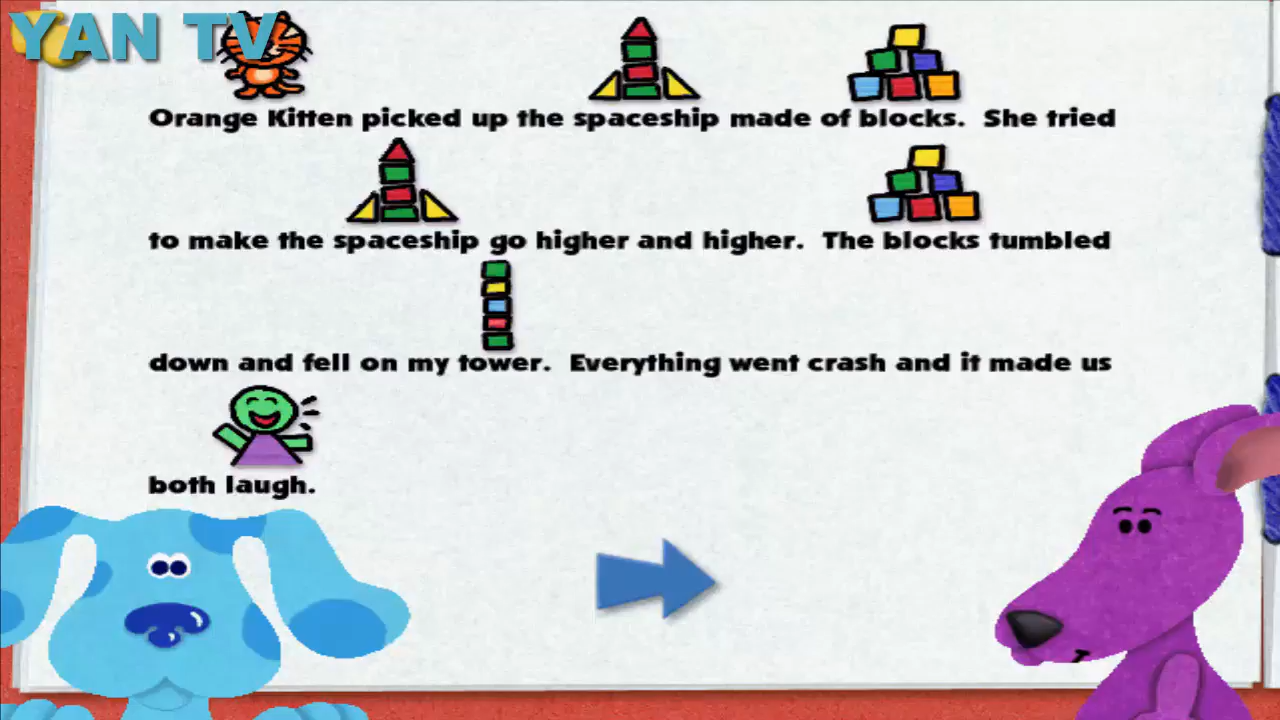 YAN TV
Orange Kitten picked up the spaceship made of blocks. She tried
to make the spaceship go higher and higher. The blocks tumbled
down and fell on my tower. Everything went crash and it made us
both laugh.